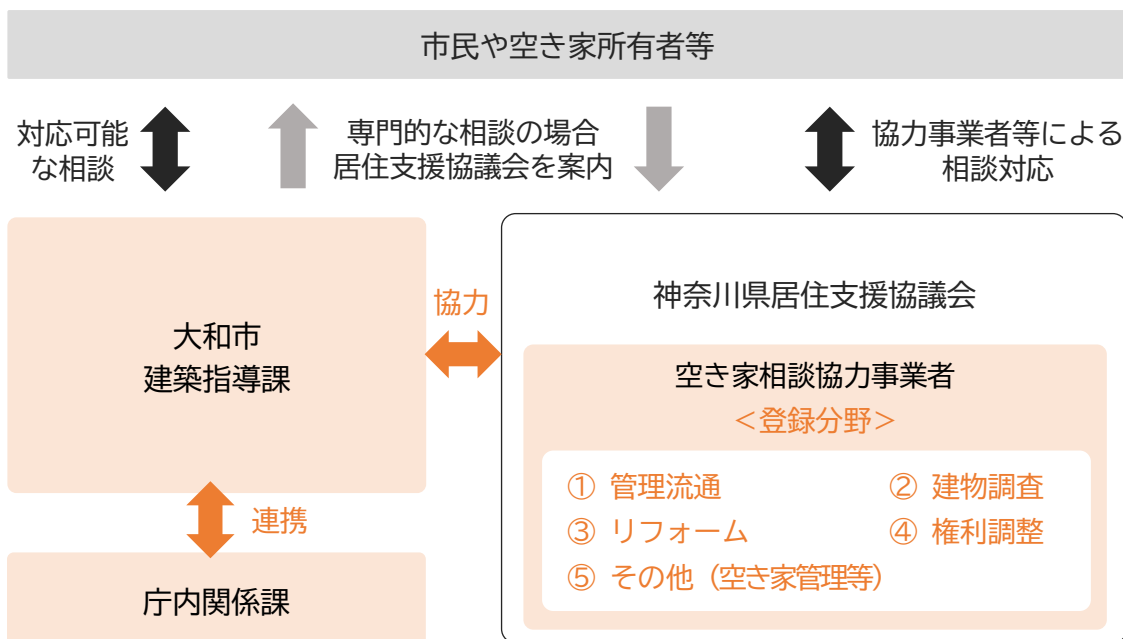 市民や空き家所有者等
対応可能
な相談
専門的な相談の場合
居住支援協議会を案内
協力事業者等による
相談対応
大和市
建築指導課
協力
神奈川県居住支援協議会
空き家相談協力事業者
＜登録分野＞
① 管理流通
② 建物調査
③ リフォーム
④ 権利調整
⑤ その他（空き家管理等）
連携
庁内関係課